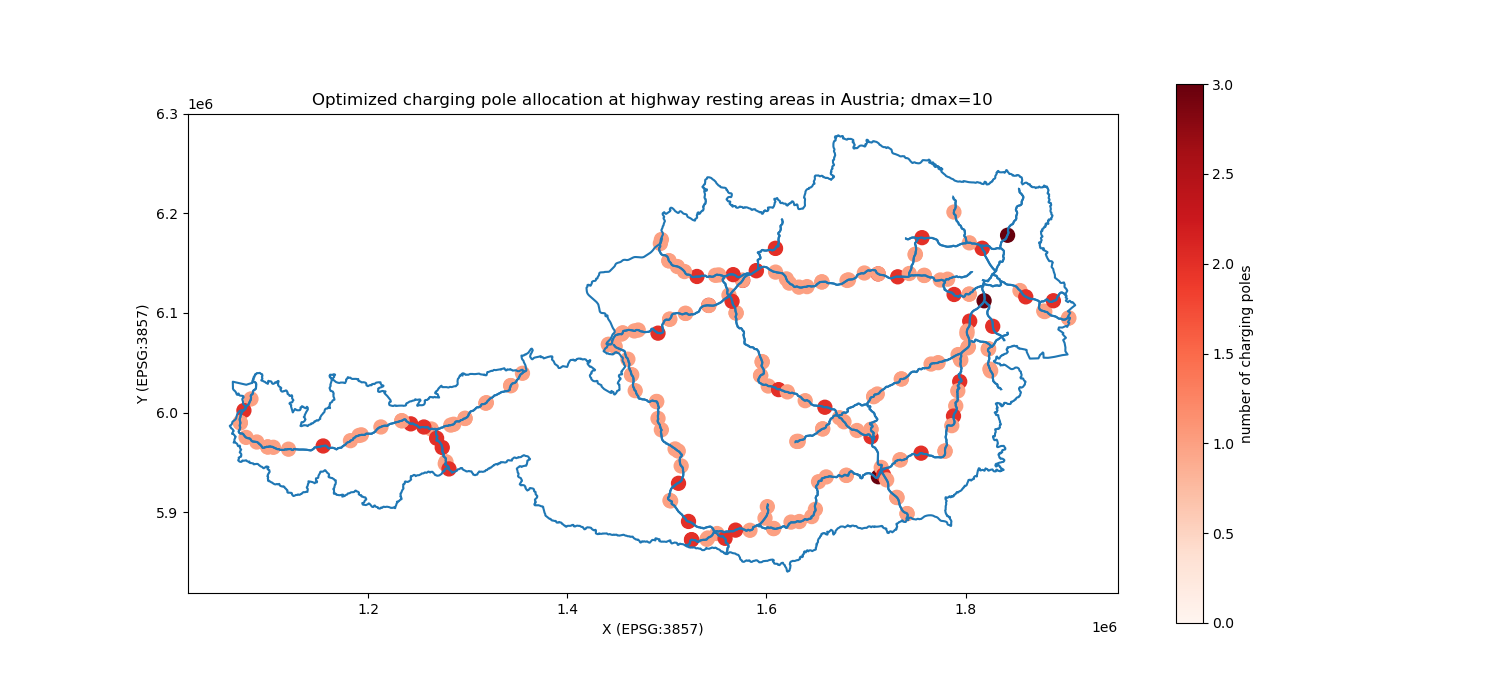 Optimized charging pole allocation at highway resting areas in Austria; dmax=10
1e6
6.3
6.2
6.1
6.0
5.9
Y (EPSG:3857)
1.2
1.4
1.6
1.8
1e6
X (EPSG:3857)
3.0
2.5
2.0
1.5
1.0
0.5
0.0
number of charging poles